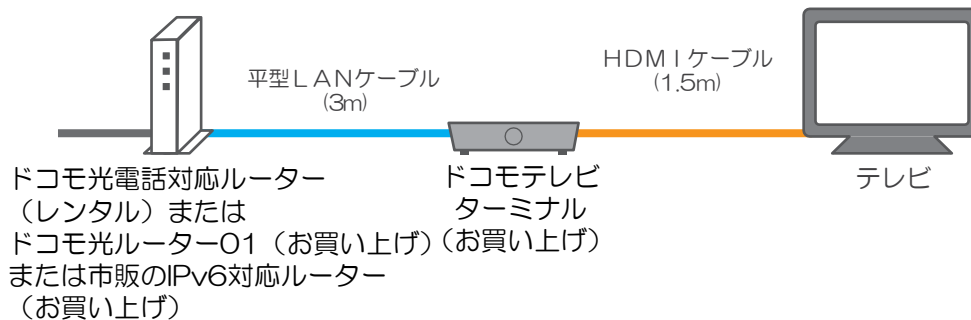 平型ＬＡＮケーブル
(3m)
ＨＤＭＩケーブル
(1.5m)
ドコモ光電話対応ルーター
（レンタル）または
ドコモ光ルーター01（お買い上げ）
または市販のIPv6対応ルーター
（お買い上げ）
ドコモテレビ
ターミナル
（お買い上げ）
テレビ